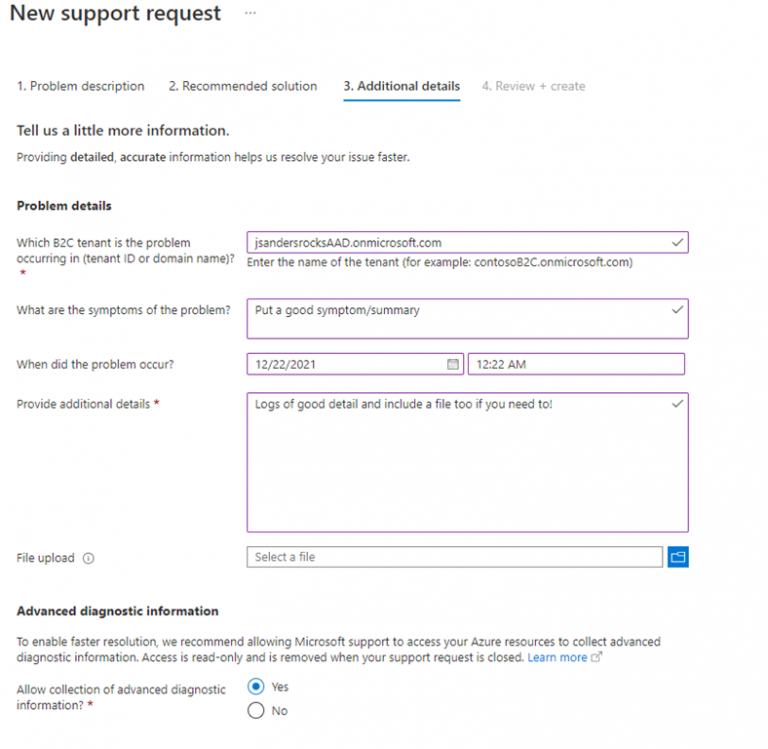 New support request ...
1. Problem description 2. Recommended solution 3. Additional details 4. Review + create
Tell us a little more information.
Providing detailed, accurate information helps us resolve your issue faster.
Problem details
Which B2C tenant is the problem
occurring in (tenant ID or domain name)?
*
jsandersrocksAAD.onmicrosoft.com
Enter the name of the tenant (for example: contosoB2C.onmicrosoft.com)
What are the symptoms of the problem?
Put a good symptom/summary
When did the problem occur?
12/22/2021
12:22 AM
Provide additional details *
Logs of good detail and include a file too if you need to!
File upload
Select a file
Advanced diagnostic information
To enable faster resolution, we recommend allowing Microsoft support to access your Azure resources to collect advanced
diagnostic information. Access is read-only and is removed when your support request is closed. Learn more
Allow collection of advanced diagnostic
information? *
Yes
No